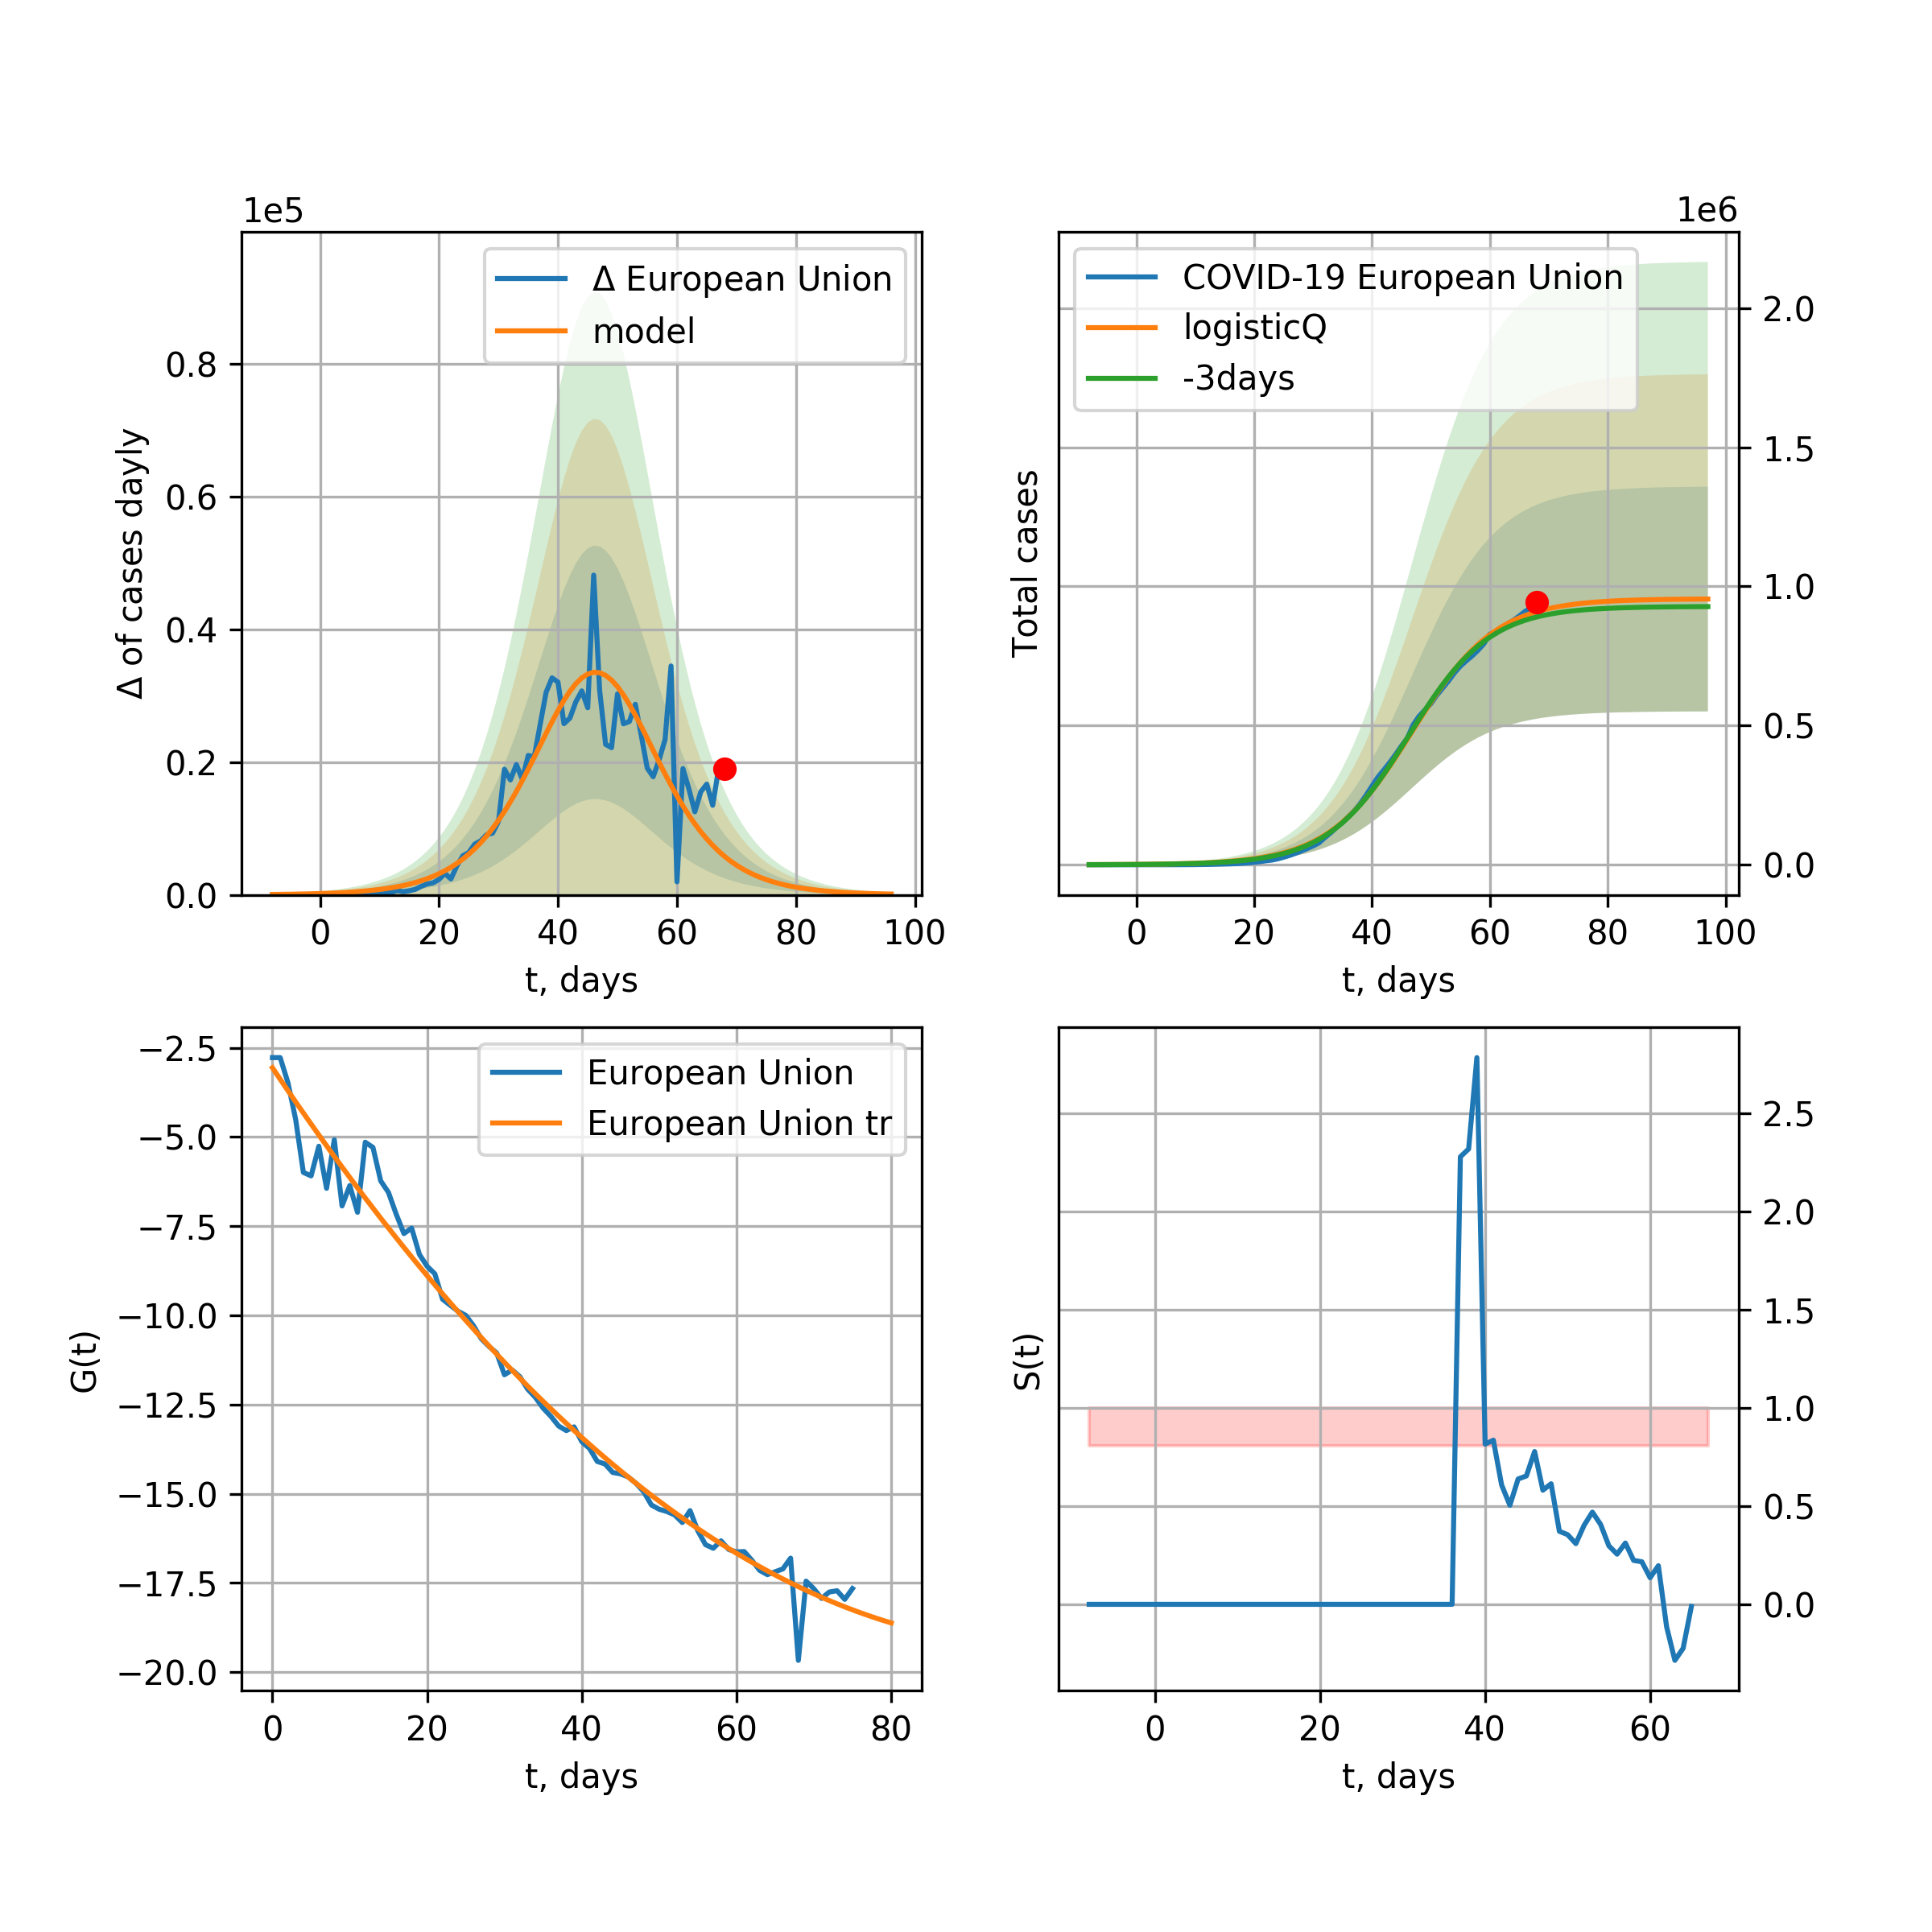 1e5
Δ European Union
model
0.8
0.6
0.4
0.2
0.0
Δ of cases dayly
0 20 40 60 80 100
t, days
1e6
COVID-19 European Union
logisticQ
-3days
2.0
1.5
1.0
0.5
0.0
Total cases
0 20 40 60 80 100
t, days
European Union
European Union tr
−2.5
−5.0
−7.5
−10.0
−12.5
−15.0
−17.5
−20.0
G(t)
0 20 40 60 80
t, days
2.5
2.0
1.5
1.0
0.5
0.0
S(t)
0 20 40 60
t, days